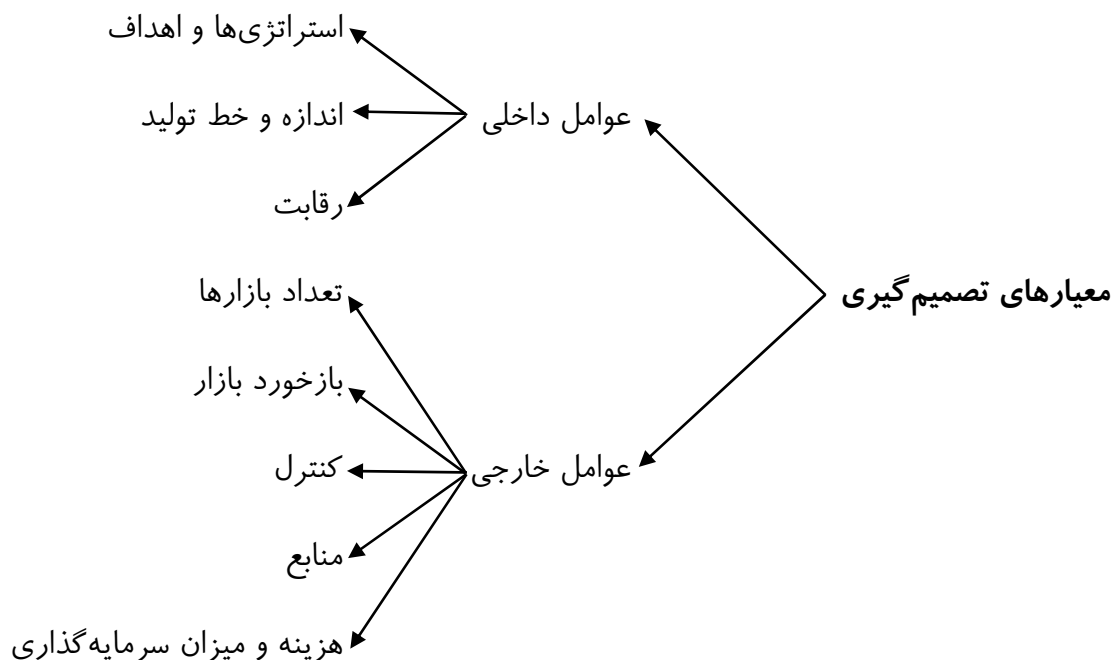 معیارهای تصمیم‌گیری
عوامل داخلی
استراتژی‌ها و اهداف
اندازه و خط تولید
رقابت
عوامل خارجی
تعداد بازارها
بازخورد بازار
کنترل
منابع
هزینه و میزان سرمایه‌گذاری